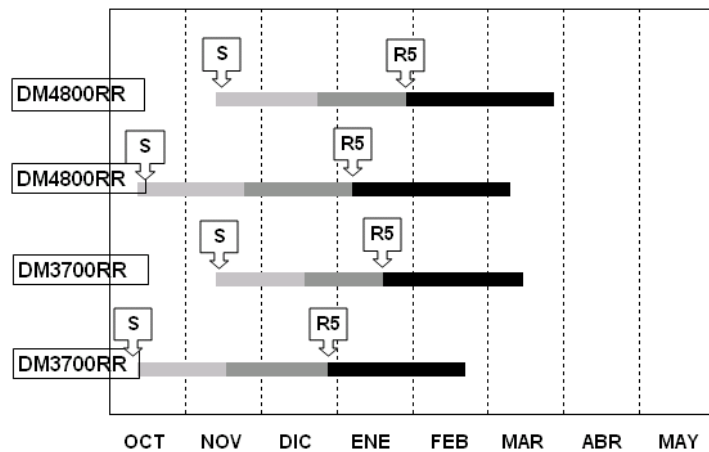 S R5
DM4800RR
S R5
DM4800RR
S R5
DM3700RR
S R5
DM3700RR
OCT NOV DIC ENE FEB MAR ABR MAY